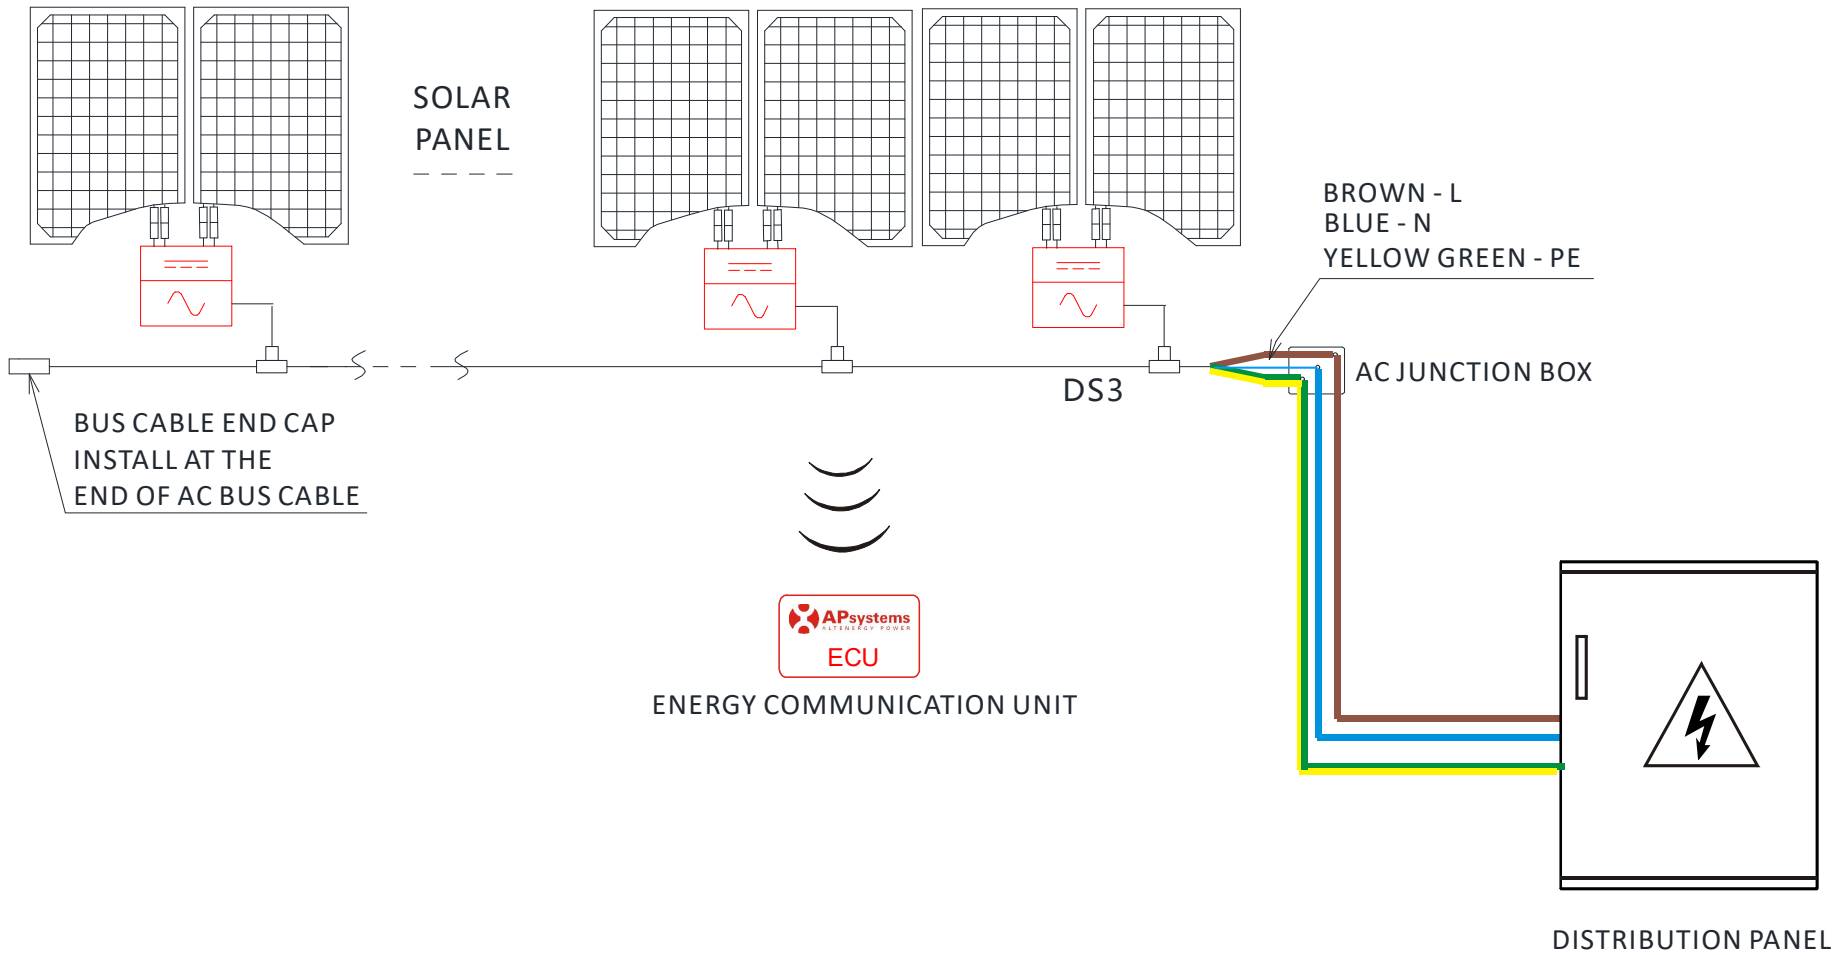 SOLAR
PANEL
BROWN - L
BLUE - N
YELLOW GREEN - PE
AC JUNCTION BOX
DS3
BUS CABLE END CAP
INSTALL AT THE
END OF AC BUS CABLE
APsystems
ALTENERGY POWER
ECU
ENERGY COMMUNICATION UNIT
DISTRIBUTION PANEL